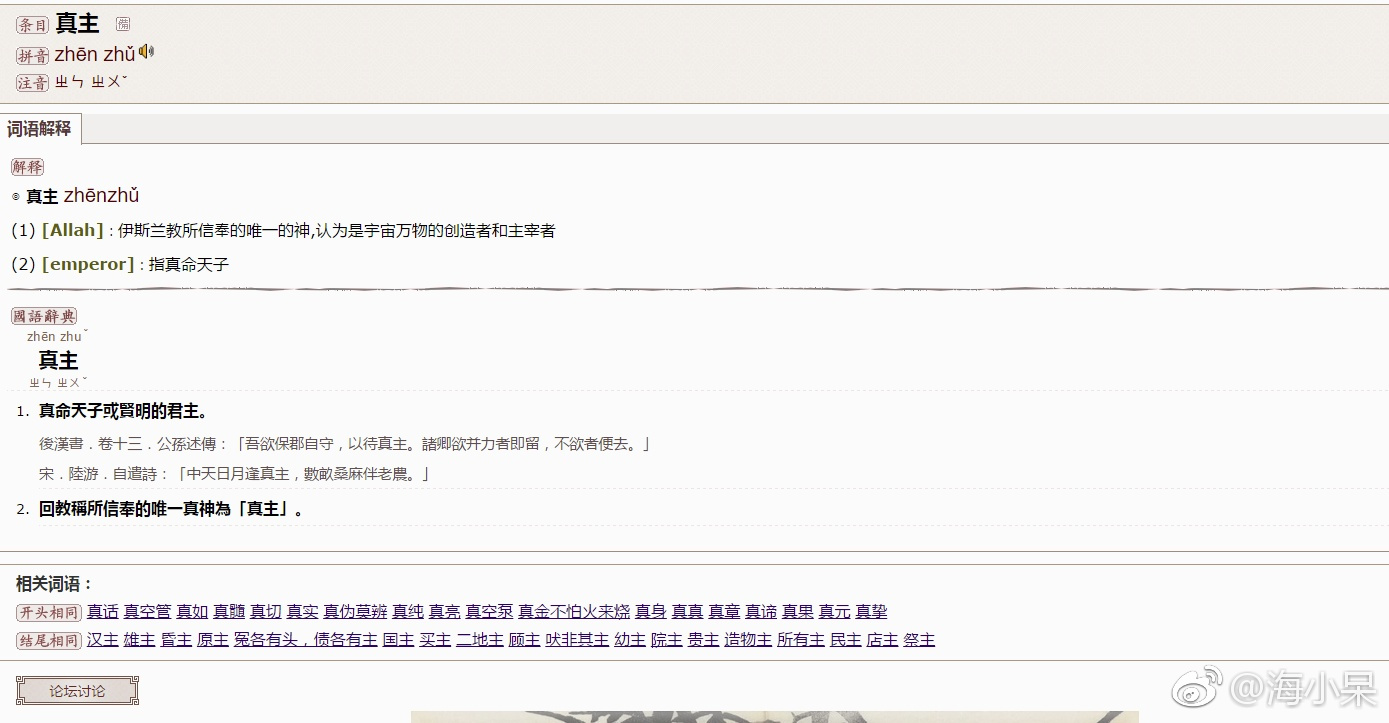 条目 真主 備
拼音 zhēn zhǔ
注音 ㄓㄣ ㄓㄨˇ
词语解释
解释
◎ 真主 zhēnzhǔ
(1) [Allah] : 伊斯兰教所信奉的唯一的神,认为是宇宙万物的创造者和主宰者
(2) [emperor] : 指真命天子
國語辭典
zhēn zhuˇ
真主
ㄓㄣ ㄓㄨˇ
1. 真命天子或賢明的君主。
後漢書．卷十三．公孫述傳：「吾欲保郡自守，以待真主。諸卿欲并力者即留，不欲者便去。」
宋．陸游．自遣詩：「中天日月逢真主，數畝桑麻伴老農。」
2. 回教稱所信奉的唯一真神為「真主」。
相关词语：
开头相同 真话 真空管 真如 真髓 真切 真实 真伪莫辨 真纯 真亮 真空泵 真金不怕火来烧 真身 真真 真章 真谛 真果 真元 真挚
结尾相同 汉主 雄主 昏主 原主 冤各有头，债各有主 国主 买主 二地主 顾主 吠非其主 幼主 院主 贵主 造物主 所有主 民主 店主 祭主
论坛讨论
@海小呆